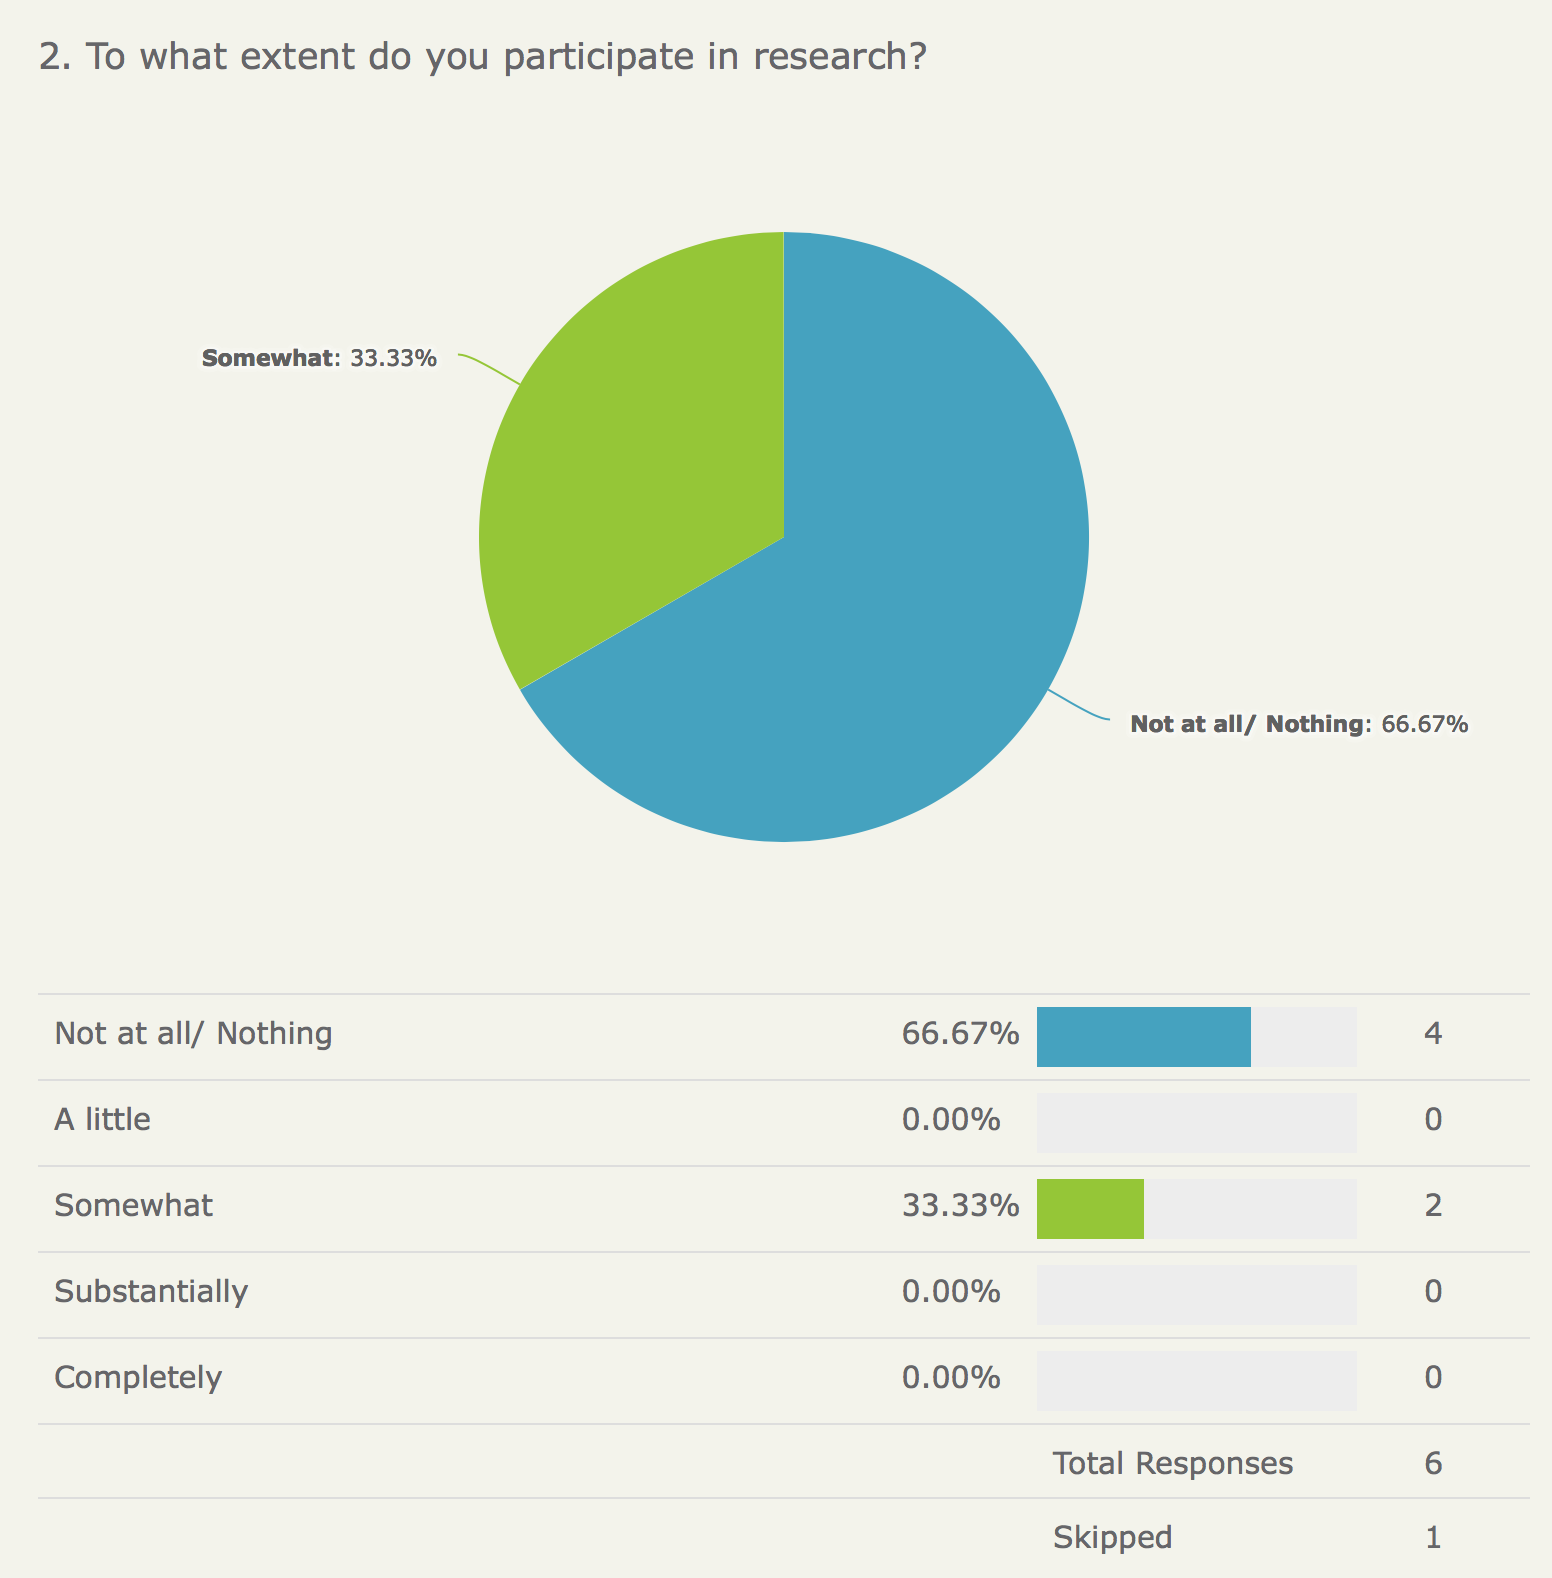 2. To what extent do you participate in research?
Somewhat: 33.33%
Not at all/ Nothing: 66.67%
Not at all/ Nothing 66.67% 4
A little 0.00% 0
Somewhat 33.33% 2
Substantially 0.00% 0
Completely 0.00% 0
Total Responses 6
Skipped 1